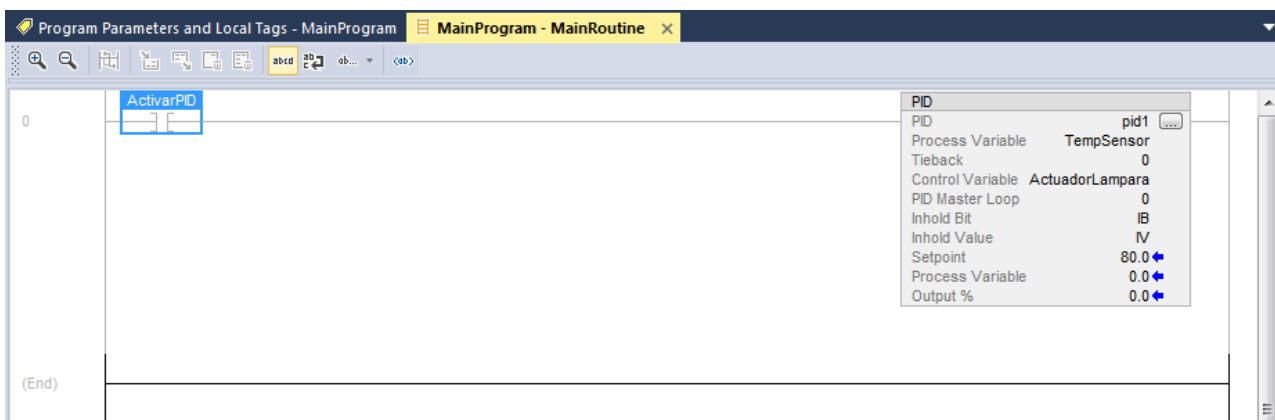 Program Parameters and Local Tags - MainProgram MainProgram - MainRoutine ×
abcd ab c ab... <ab>
ActivarPID
0
PID
PID pid1 ...
Process Variable TempSensor
Tieback 0
Control Variable ActuadorLampara
PID Master Loop 0
Inhold Bit IB
Inhold Value IV
Setpoint 80.0
Process Variable 0.0
Output % 0.0
(End)